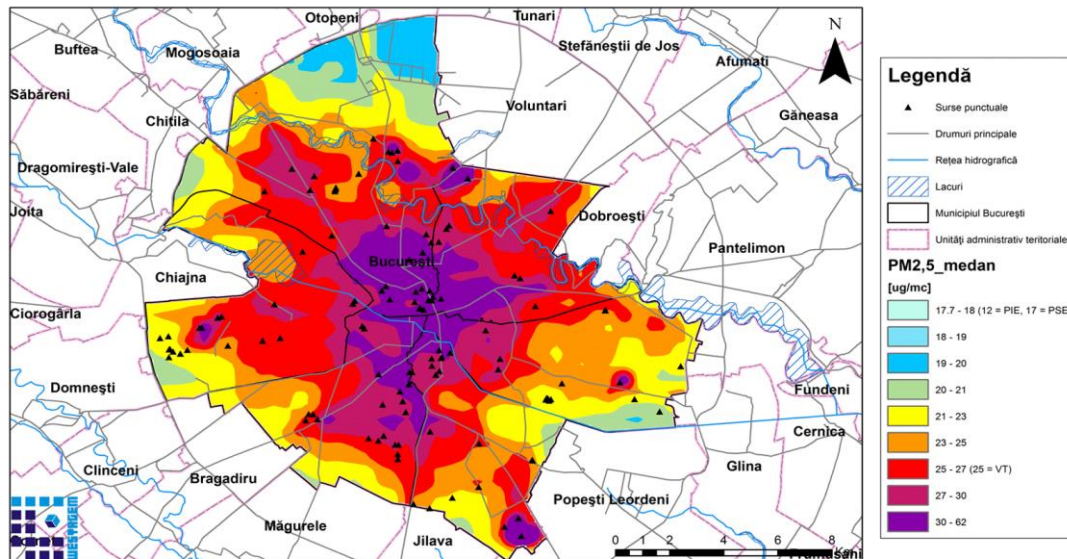 Otopeni
Tunari
Buftea
Mogosoaia
Ştefăneştii de Jos
Afumati
N
Săbăreni
Voluntari
Găneasa
Chitila
Dragomireşti-Vale
Joita
Dobroeşti
Pantelimon
Chiajna
Bucureşti
Ciorogârla
Domneşti
Fundeni
Cernica
Clinceni
Glina
Bragadiru
Popeşti Leordeni
Măgurele
Jilava
WESTAGEM
0 1 2 4 6 8
Legendă
Surse punctuale
Drumuri principale
Reţea hidrografică
Lacuri
Municipiul Bucureşti
Unităţi administrativ teritoriale
PM2,5_medan
[ug/mc]
17.7 - 18 (12 = PIE, 17 = PSE
18 - 19
19 - 20
20 - 21
21 - 23
23 - 25
25 - 27 (25 = VT)
27 - 30
30 - 62